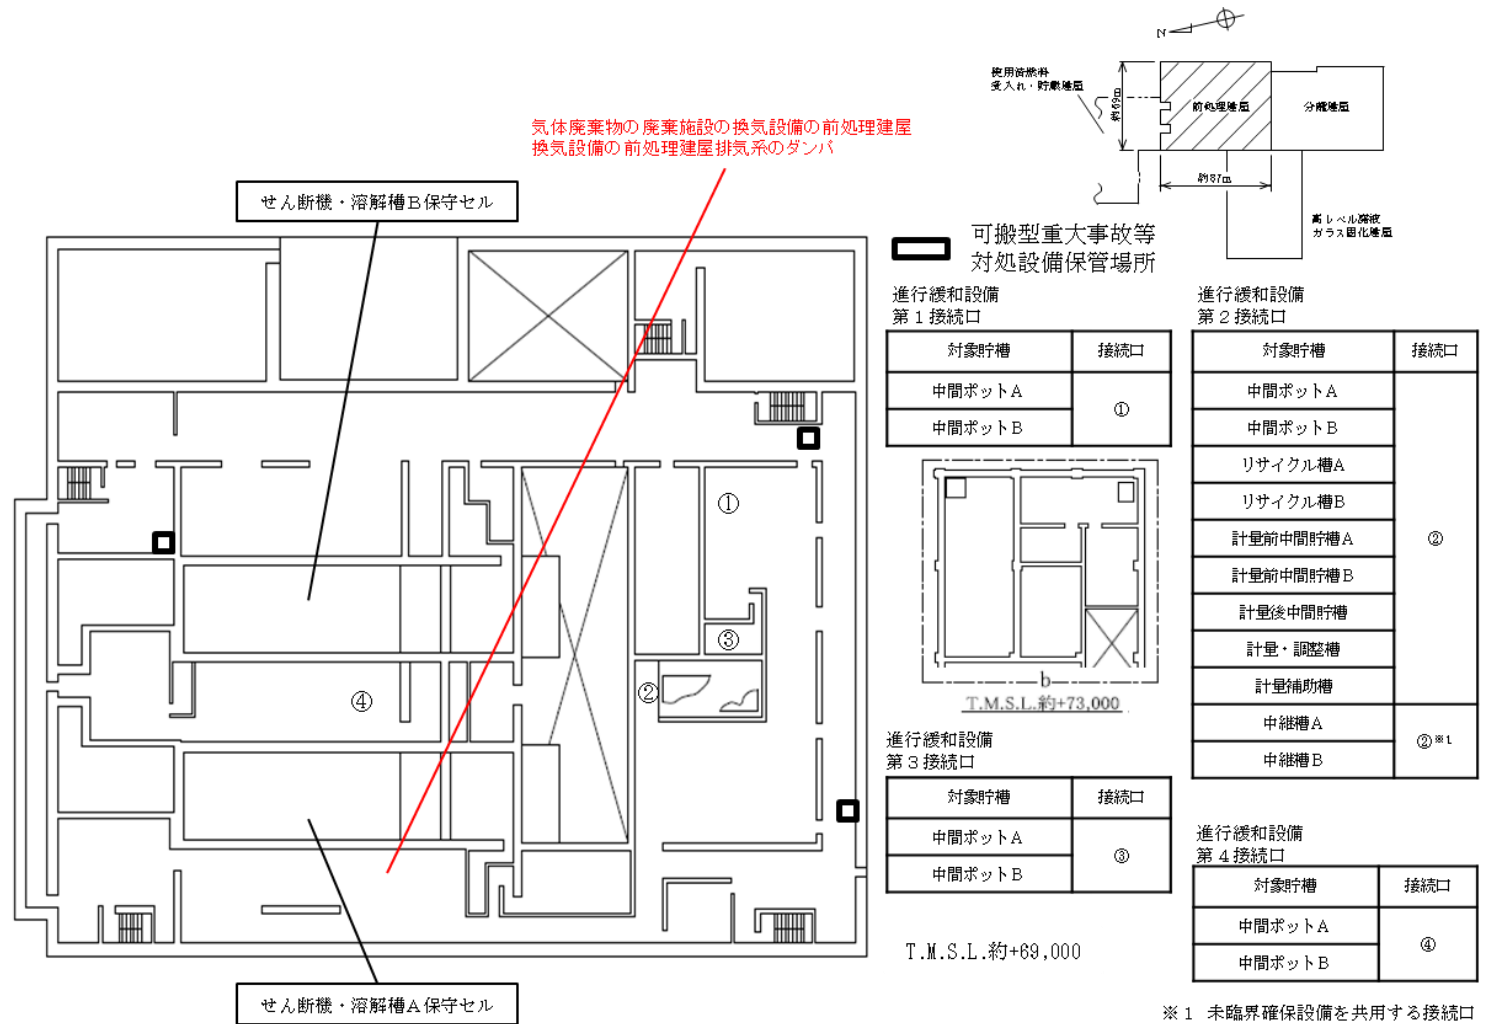 N
使用済燃料
受入れ・貯蔵建屋
約69m
前処理建屋
分離建屋
約87m
高レベル廃液
ガラス固化建屋
気体廃棄物の廃棄施設の換気設備の前処理建屋
換気設備の前処理建屋排気系のダンパ
せん断機・溶解槽B保守セル
可搬型重大事故等
対処設備保管場所
進行緩和設備
第1接続口
対象貯槽 接続口
中間ポットA
①
中間ポットB
進行緩和設備
第2接続口
対象貯槽 接続口
中間ポットA
中間ポットB
リサイクル槽A
リサイクル槽B
計量前中間貯槽A
②
計量前中間貯槽B
計量後中間貯槽
計量・調整槽
計量補助槽
中継槽A
②※1
中継槽B
①
③
②
④
b
T.M.S.L.約+73,000
進行緩和設備
第3接続口
対象貯槽 接続口
中間ポットA
③
中間ポットB
進行緩和設備
第4接続口
対象貯槽 接続口
中間ポットA
④
中間ポットB
T.M.S.L.約+69,000
せん断機・溶解槽A保守セル
※1 未臨界確保設備を共用する接続口